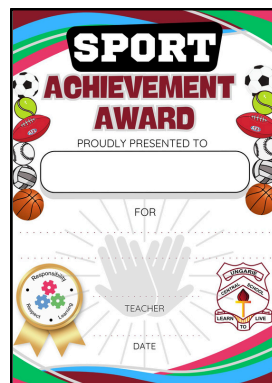 SPORT
ACHIEVEMENT
AWARD
PROUDLY PRESENTED TO
FOR
Responsibility
Respect
Learning
UNGARIE
CENTRAL SCHOOL
LEARN TO LIVE
TEACHER
DATE